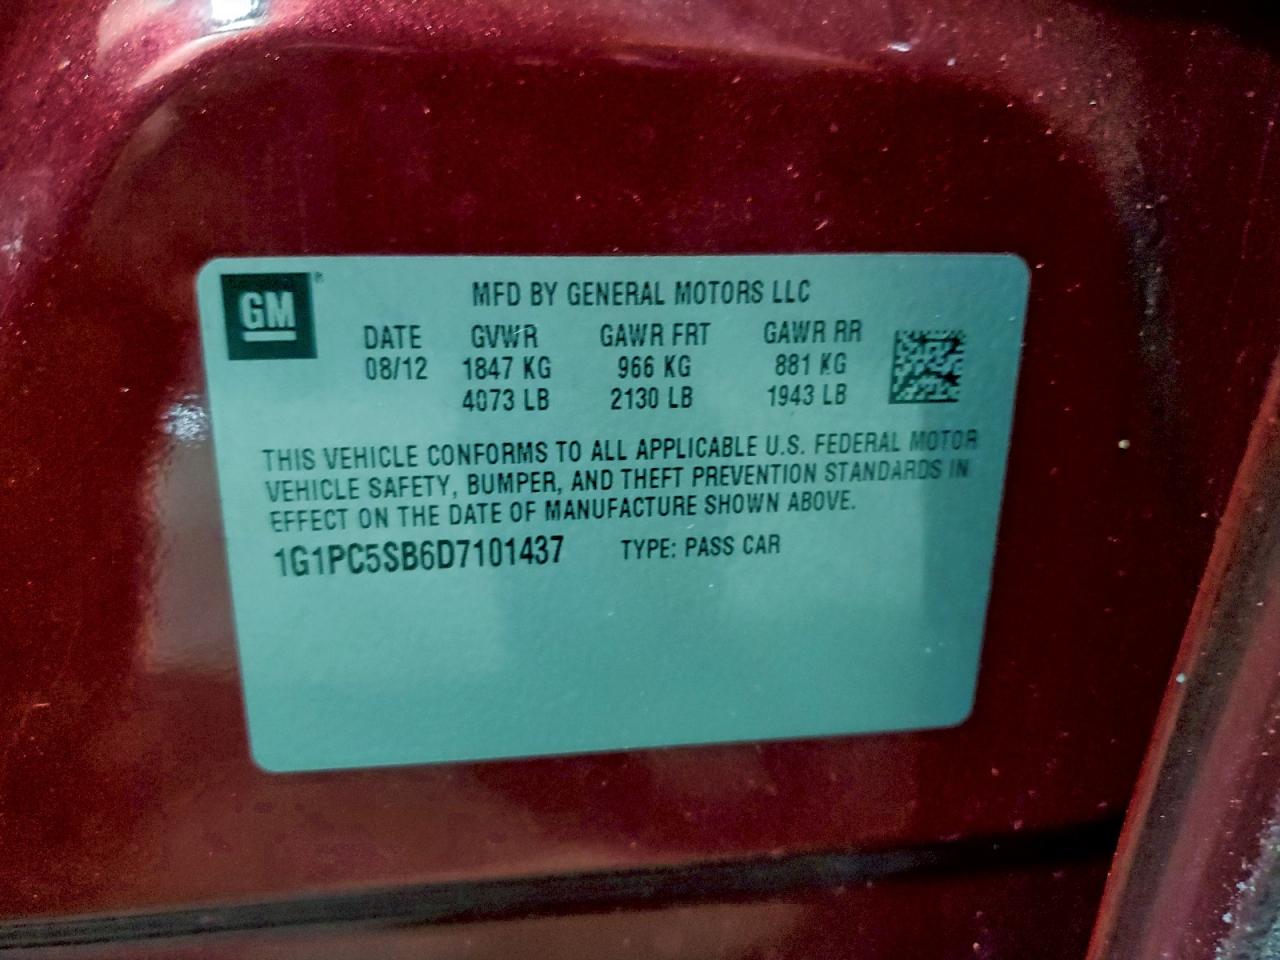 GM
MFD BY GENERAL MOTORS LLC
DATE GVWR GAWR FRT GAWR RR
08/12 1847 KG 966 KG 881 KG
4073 LB 2130 LB 1943 LB
THIS VEHICLE CONFORMS TO ALL APPLICABLE U.S. FEDERAL MOTOR
VEHICLE SAFETY, BUMPER, AND THEFT PREVENTION STANDARDS IN
EFFECT ON THE DATE OF MANUFACTURE SHOWN ABOVE.
1G1PC5SB6D7101437 TYPE: PASS CAR